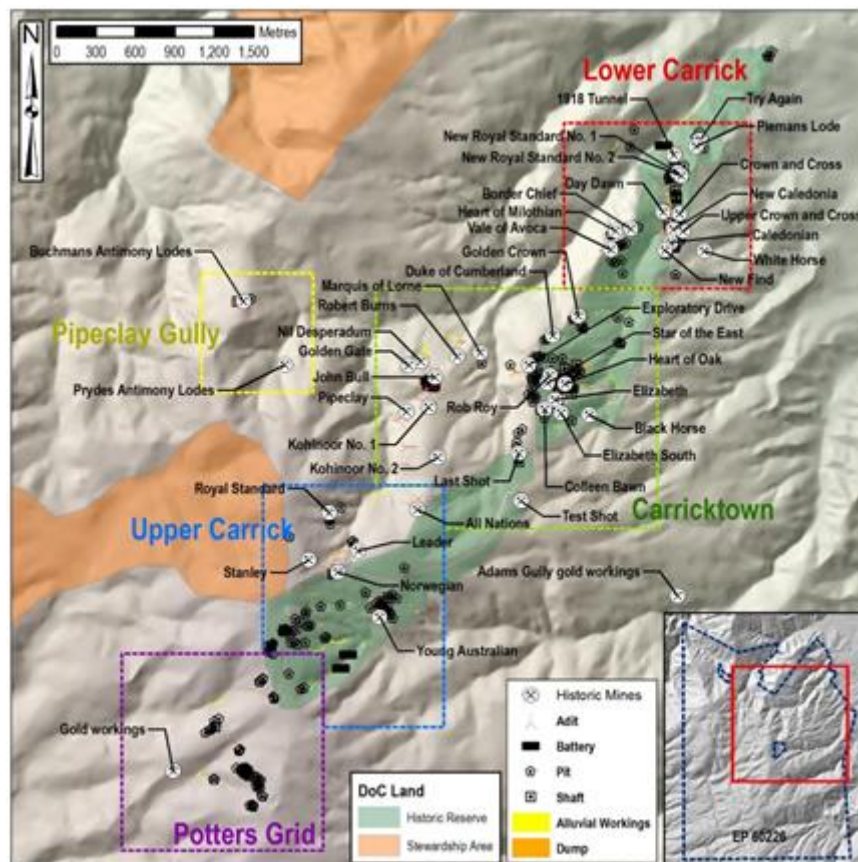 N
Metres
0 300 600 900 1,200 1,500
Lower Carrick
1918 Tunnel
Try Again
New Royal Standard No. 1
Piemans Lode
New Royal Standard No. 2
Crown and Cross
Day Dawn
Border Chief
New Caledonia
Heart of Milothian
Upper Crown and Cross
Vale of Avoca
Caledonian
Golden Crown
White Horse
Buchmans Antimony Lodes
Duke of Cumberland
New Find
Marquis of Lorne
Robert Burns
Exploratory Drive
Pipeclay Gully
Nil Desperadum
Star of the East
Golden Gate
Heart of Oak
Prydes Antimony Lodes
John Bull
Elizabeth
Pipeclay
Rob Roy
Black Horse
Kohinoor No. 1
Elizabeth South
Kohinoor No. 2
Last Shot
Colleen Bawn
Royal Standard
Carricktown
Upper Carrick
All Nations
Test Shot
Leader
Stanley
Norwegian
Adams Gully gold workings
Young Australian
Gold workings
Potters Grid
DoC Land
Historic Reserve
Stewardship Area
Historic Mines
Adit
Battery
Pit
Shaft
Alluvial Workings
Dump
EP 60226